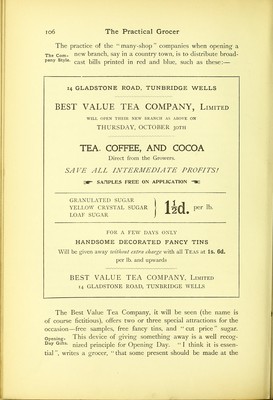 106 The Practical Grocer
The practice of the "many-shop" companies when opening a
The Com-
pany Style.
new branch, say in a country town, is to distribute broad-
cast hills printed in red and blue, such as these:—
14 GLADSTONE ROAD, TUNBRIDGE WELLS
BEST VALUE TEA COMPANY, LIMITED
WILL OPEN THEIR NEW BRANCH AS ABOVE ON
THURSDAY, OCTOBER 30TH
TEA, COFFEE, AND COCOA
Direct from the Growers.
SAVE ALL INTERMEDIATE PROFITS!
SAMPLES FREE ON APPLICATION
GRANULATED SUGAR
YELLOW CRYSTAL SUGAR
LOAF SUGAR
1½d. per lb.
FOR A FEW DAYS ONLY
HANDSOME DECORATED FANCY TINS
Will be given away without extra charge with all TEAS at 1s. 6d.
per lb. and upwards
BEST VALUE TEA COMPANY, LIMITED
14 GLADSTONE ROAD, TUNBRIDGE WELLS
The Best Value Tea Company, it will be seen (the name is
of course fictitious), offers two or three special attractions for the
occasion—free samples, free fancy tins, and "cut price" sugar.
Opening-
Day Gifts.
This device of giving something away is a well recog-
nized principle for Opening Day. "I think it is essen-
tial", writes a grocer, "that some present should be made at the